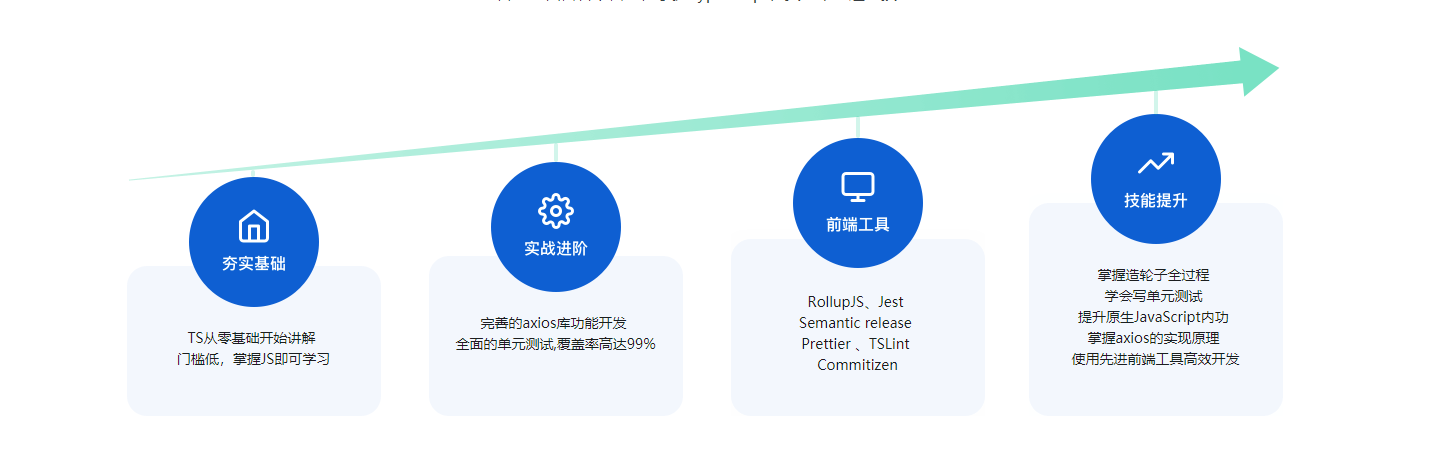 夯实基础
TS从零基础开始讲解
门槛低，掌握JS即可学习
实战进阶
完善的axios库功能开发
全面的单元测试,覆盖率高达99%
前端工具
RollupJS、Jest
Semantic release
Prettier 、TSLint
Commitizen
技能提升
掌握造轮子全过程
学会写单元测试
提升原生JavaScript内功
掌握axios的实现原理
使用先进前端工具高效开发